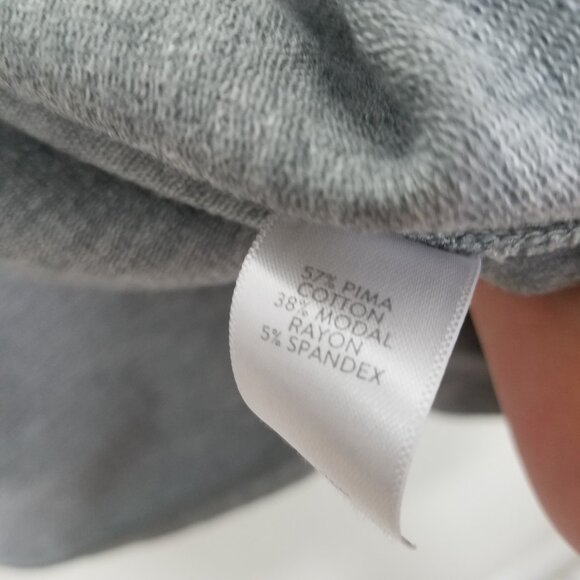 57% PIMA
COTTON
38% MODAL
RAYON
5% SPANDEX